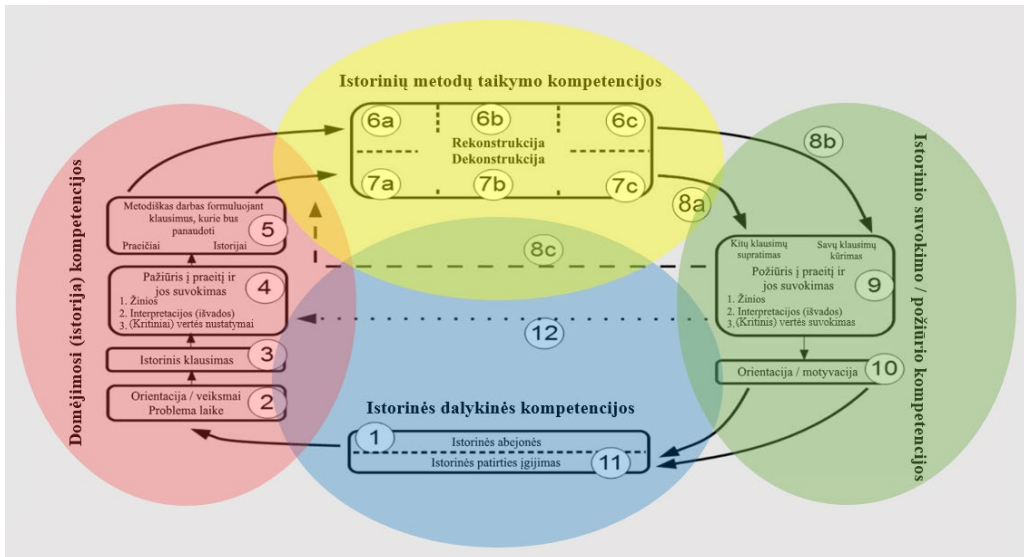 Istorinių metodų taikymo kompetencijos
6a
6b
6c
Rekonstrukcija
Dekonstrukcija
7a
7b
7c
Domėjimosi (istorija) kompetencijos
Metodiškas darbas formuluojant
klausimus, kurie bus
panaudoti
5
Praeičiai
Istorijai
Pažiūris į praeitį ir
jos suvokimas
4
1. Žinios
2. Interpretacijos (išvados)
3. (Kritiniai) vertės nustatymai
Istorinis klausimas
3
Orientacija / veiksmai
Problema laike
2
8a
8b
8c
12
Istorinio suvokimo / požiūrio kompetencijos
Kitų klausimų
supratimas
Savų klausimų
kūrimas
Požiūris į praeitį ir
jos suvokimas
9
1. Žinios
2. Interpretacijos (išvados)
3. (Kritinis) vertės suvokimas
Orientacija / motyvacija
10
Istorinės dalykinės kompetencijos
1
Istorinės abejonės
Istorinės patirties įgijimas
11